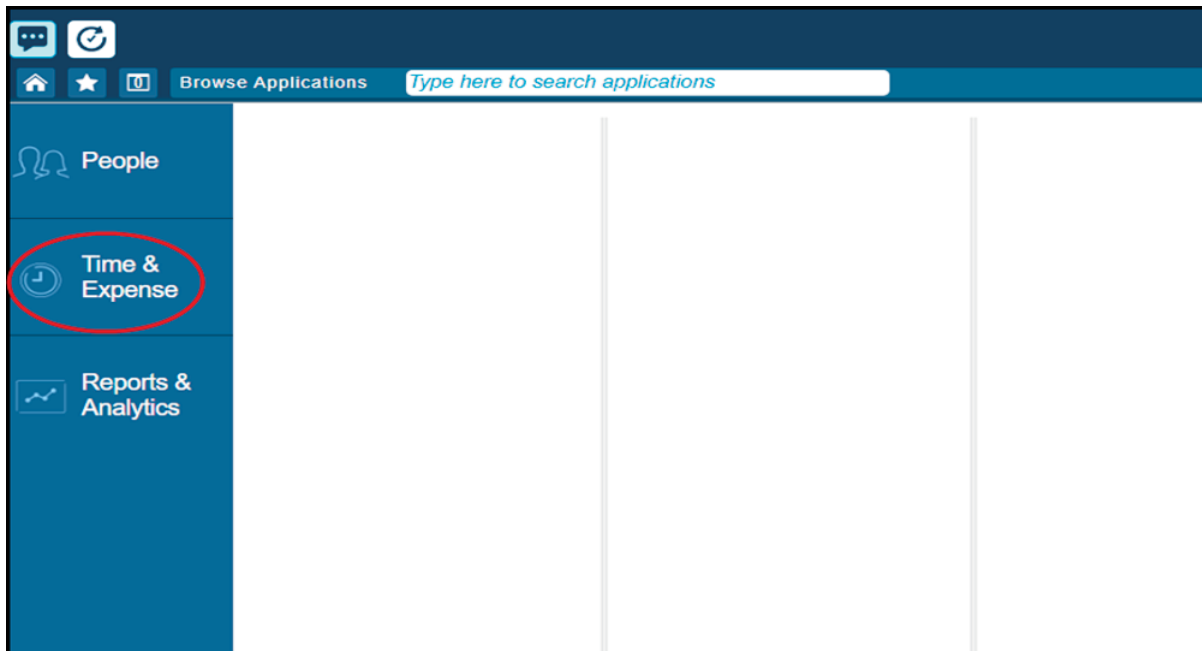 Browse Applications
Type here to search applications
People
Time &
Expense
Reports &
Analytics